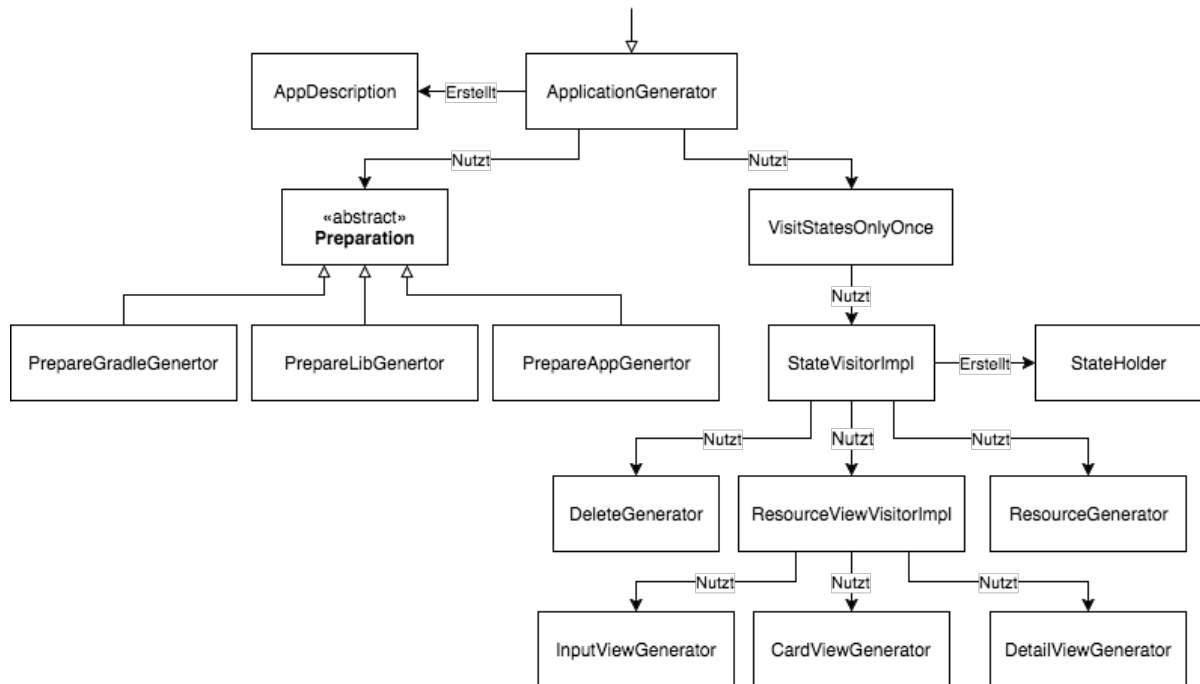 AppDescription
Erstellt
ApplicationGenerator
Nutzt
Nutzt
«abstract»
Preparation
VisitStatesOnlyOnce
Nutzt
PrepareGradleGenertor
PrepareLibGenertor
PrepareAppGenertor
StateVisitorImpl
Erstellt
StateHolder
Nutzt
Nutzt
Nutzt
DeleteGenerator
ResourceViewVisitorImpl
ResourceGenerator
Nutzt
Nutzt
Nutzt
InputViewGenerator
CardViewGenerator
DetailViewGenerator